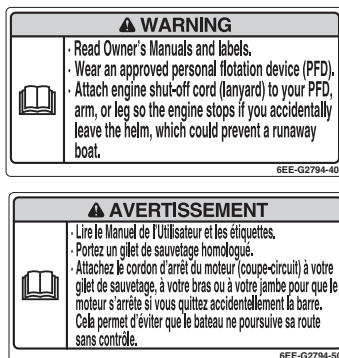 WARNING
· Read Owner's Manuals and labels.
· Wear an approved personal flotation device (PFD).
· Attach engine shut-off cord (lanyard) to your PFD,
arm, or leg so the engine stops if you accidentally
leave the helm, which could prevent a runaway
boat.
6EE-G2794-40
AVERTISSEMENT
· Lire le Manuel de l'Utilisateur et les étiquettes.
· Portez un gilet de sauvetage homologué.
· Attachez le cordon d'arrêt du moteur (coupe-circuit) à votre
gilet de sauvetage, à votre bras ou à votre jambe pour que le
moteur s'arrête si vous quittez accidentellement la barre.
Cela permet d'éviter que le bateau ne poursuive sa route
sans contrôle.
6EE-G2794-50